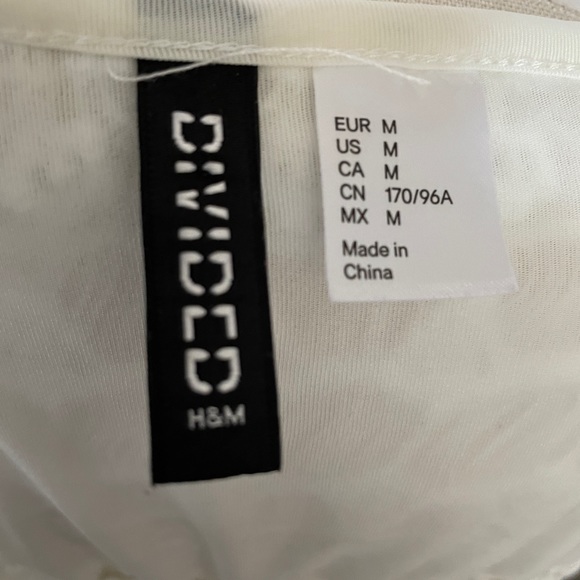 DIVIDED
H&M
EUR M
US M
CA M
CN 170/96A
MX M
Made in
China